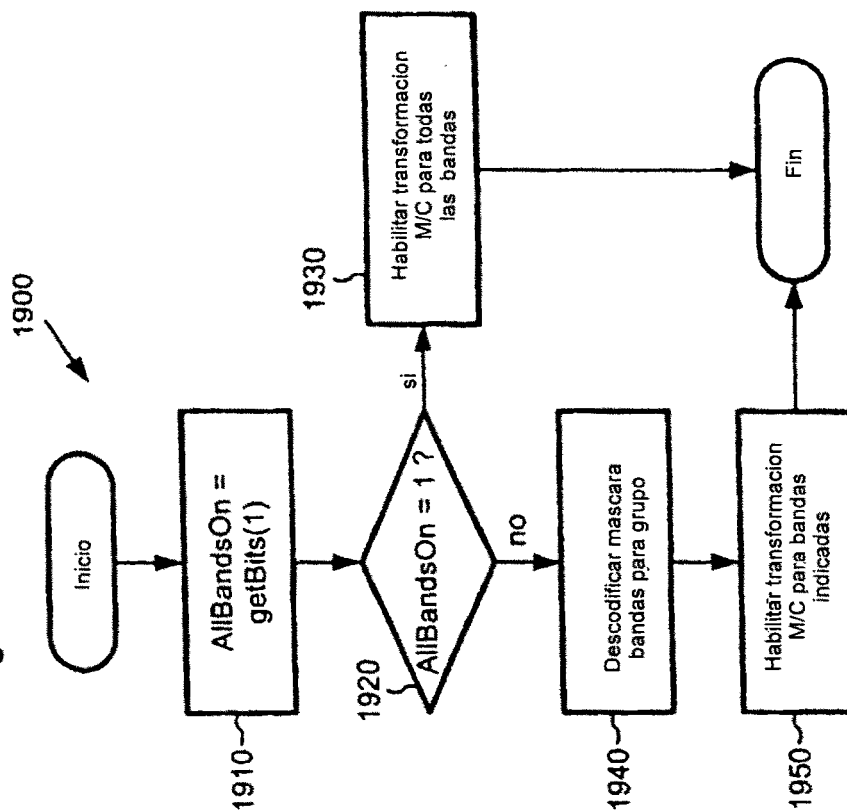 1900
Inicio
1910
AllBandsOn =
getBits(1)
1920
AllBandsOn = 1 ?
si
1930
Habilitar transformacion
M/C para todas
las bandas
no
1940
Descodificar mascara
bandas para grupo
1950
Habilitar transformacion
M/C para bandas
indicadas
Fin